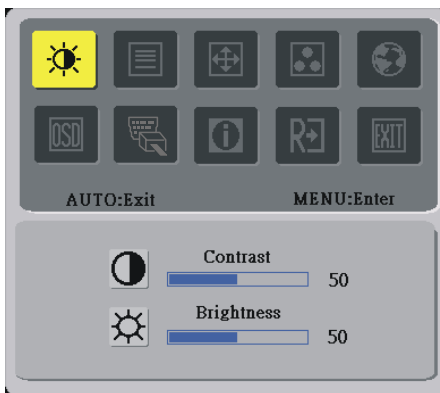 OSD i R EXIT
AUTO:Exit MENU:Enter
Contrast
50
Brightness
50